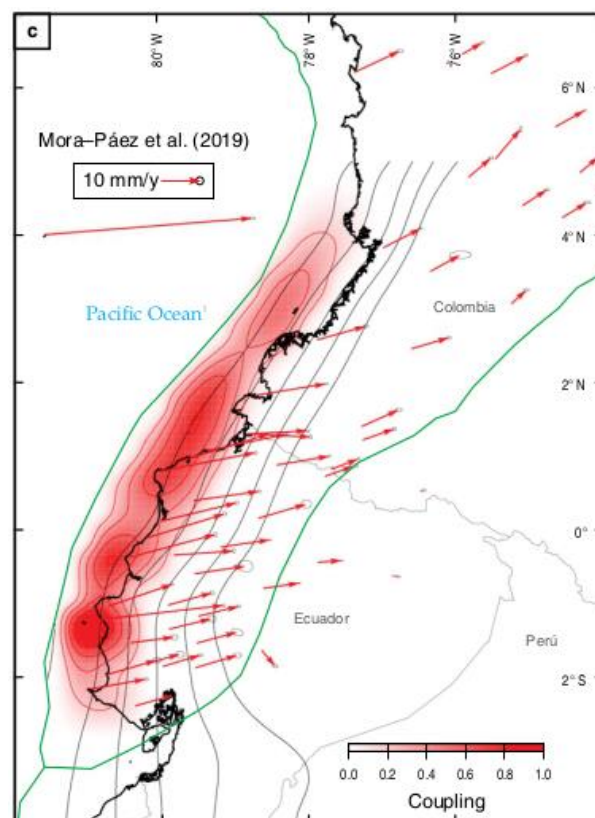 c
80° W
78° W
76° W
6° N
Mora–Páez et al. (2019)
10 mm/y
4° N
Pacific Ocean
Colombia
2° N
0°
Ecuador
Perú
2° S
0.0 0.2 0.4 0.6 0.8 1.0
Coupling